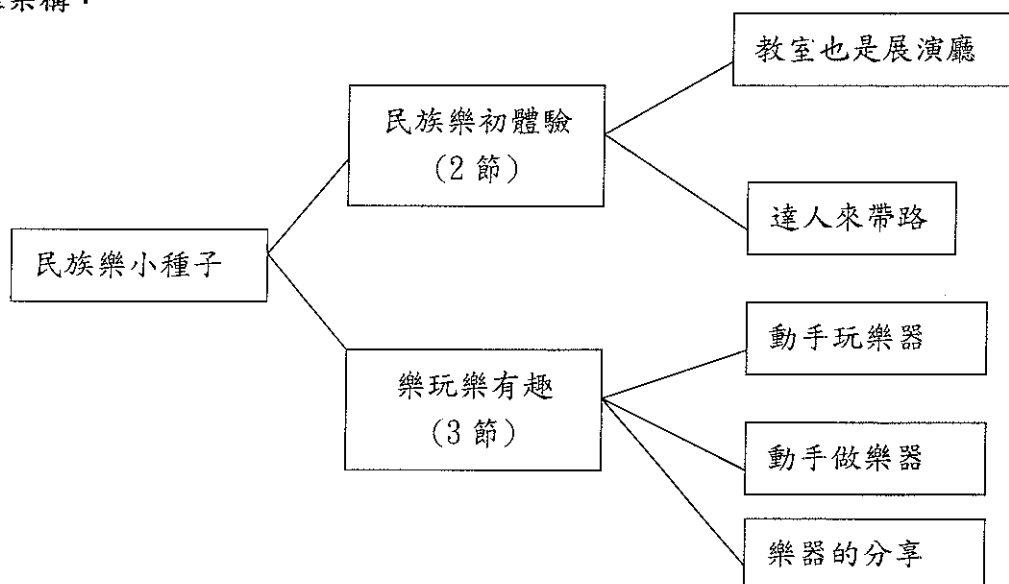 架構：
民族樂小種子
民族樂初體驗
(2 節)
教室也是展演廳
達人來帶路
樂玩樂有趣
(3 節)
動手玩樂器
動手做樂器
樂器的分享